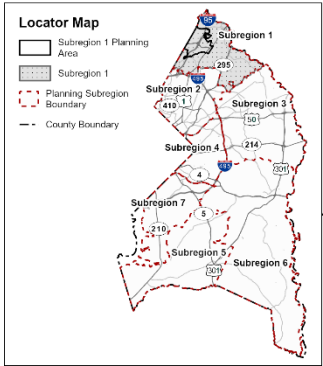 Locator Map
Subregion 1 Planning
Area
Subregion 1
Planning Subregion
Boundary
County Boundary
95
Subregion 1
295
495
Subregion 2
410
1
Subregion 3
50
Subregion 4
214
495
301
4
Subregion 7
5
210
Subregion 5
301
Subregion 6